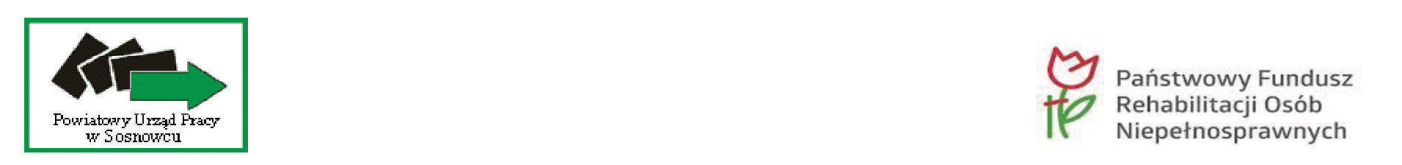 Powiatowy Urząd Pracy
w Sosnowcu
Państwowy Fundusz
Rehabilitacji Osób
Niepełnosprawnych